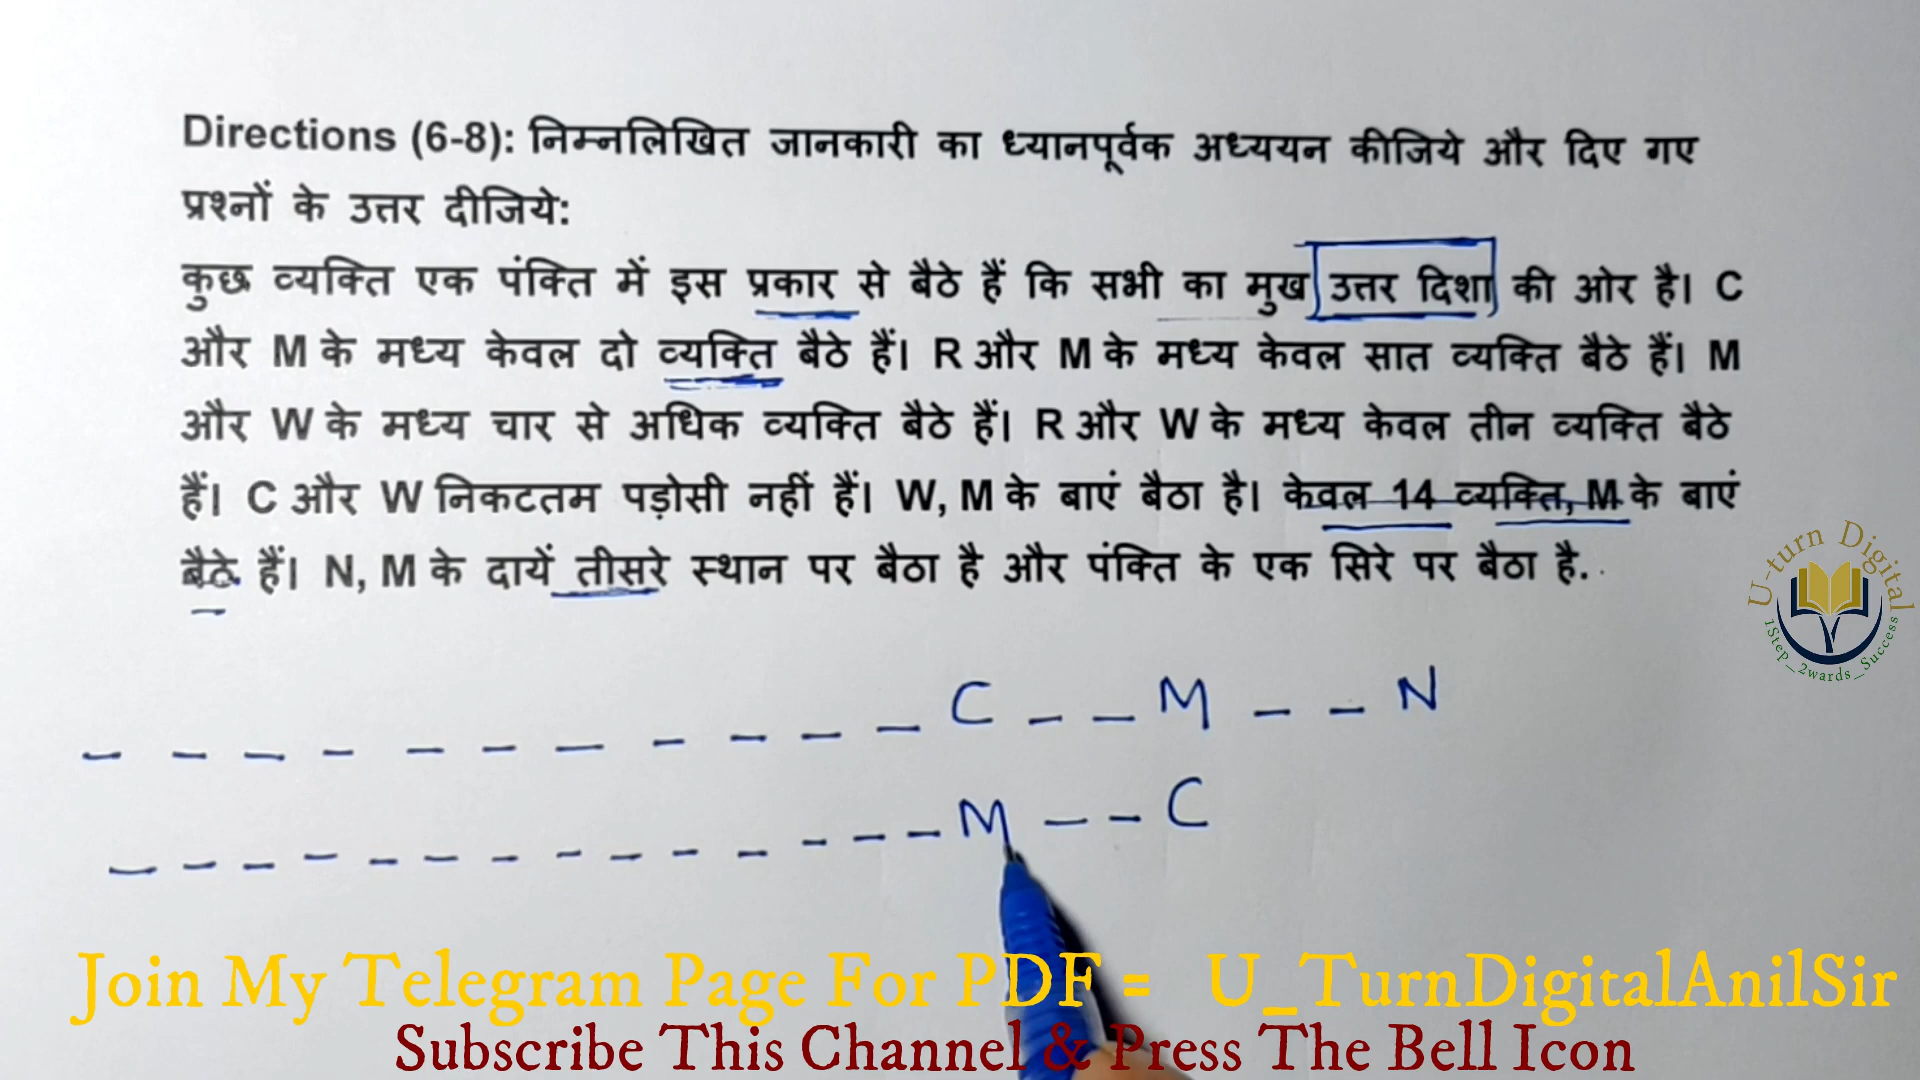 Directions (6-8): निम्नलिखित जानकारी का ध्यानपूर्वक अध्ययन कीजिये और दिए गए
प्रश्नों के उत्तर दीजिये:
कुछ व्यक्ति एक पंक्ति में इस प्रकार से बैठे हैं कि सभी का मुख उत्तर दिशा की ओर है। C
और M के मध्य केवल दो व्यक्ति बैठे हैं। R और M के मध्य केवल सात व्यक्ति बैठे हैं। M
और W के मध्य चार से अधिक व्यक्ति बैठे हैं। R और W के मध्य केवल तीन व्यक्ति बैठे
हैं। C और W निकटतम पड़ोसी नहीं हैं। W, M के बाएं बैठा है। केवल 14 व्यक्ति, M के बाएं
बैठे हैं। N, M के दायें तीसरे स्थान पर बैठा है और पंक्ति के एक सिरे पर बैठा है.
U-turn Digital
1Step_2wards_Success
_ _ _ _ _ _ _ _ _ _ _ C _ _ M _ _ N
_ _ _ _ _ _ _ _ _ _ _ _ _ _ M _ _ C
Join My Telegram Page For PDF = U_TurnDigitalAnilSir
Subscribe This Channel & Press The Bell Icon